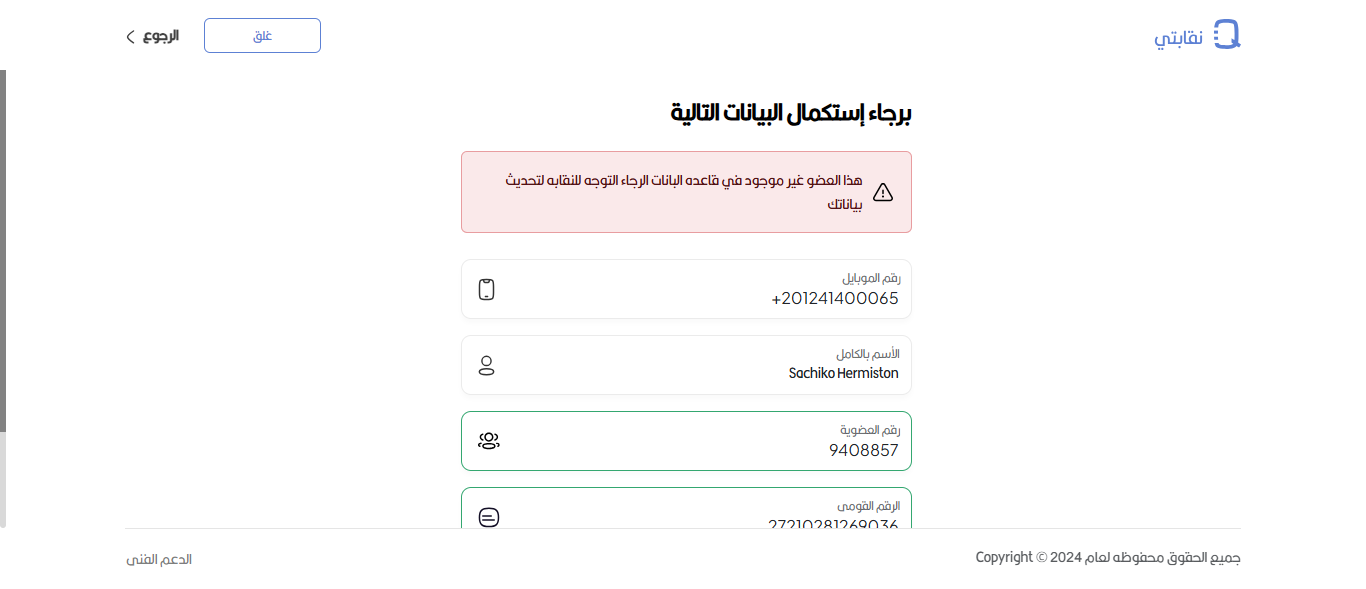 نقابتي
غلق
الرجوع
برجاء إستكمال البيانات التالية
هذا العضو غير موجود في قاعده البانات الرجاء التوجه للنقابه لتحديث
بياناتك
رقم الموبايل
+201241400065
الأسم بالكامل
Sachiko Hermiston
رقم العضوية
9408857
الرقم القومى
27210281269036
جميع الحقوق محفوظه لعام 2024 © Copyright
الدعم الفنى